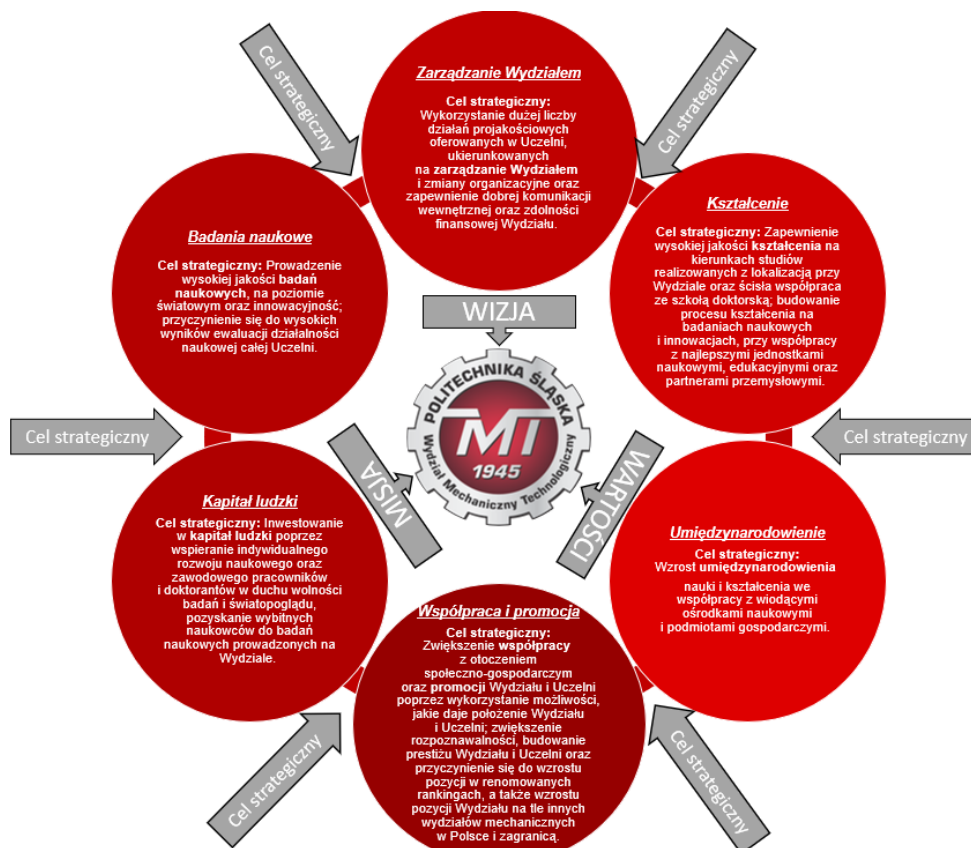 Cel strategiczny
Cel strategiczny
Zarządzanie Wydziałem
Cel strategiczny:
Wykorzystanie dużej liczby
działań projakościowych
oferowanych w Uczelni,
ukierunkowanych
na zarządzanie Wydziałem
i zmiany organizacyjne oraz
zapewnienie dobrej komunikacji
wewnętrznej oraz zdolności
finansowej Wydziału.
Badania naukowe
Cel strategiczny: Prowadzenie
wysokiej jakości badań
naukowych, na poziomie
światowym oraz innowacyjność;
przyczynienie się do wysokich
wyników ewaluacji działalności
naukowej całej Uczelni.
Kształcenie
Cel strategiczny: Zapewnienie
wysokiej jakości kształcenia na
kierunkach studiów
realizowanych z lokalizacją przy
Wydziale oraz ścisła współpraca
ze szkołą doktorską; budowanie
procesu kształcenia na
badaniach naukowych
i innowacjach, przy współpracy
z najlepszymi jednostkami
naukowymi, edukacyjnymi oraz
partnerami przemysłowymi.
WIZJA
POLITECHNIKA ŚLĄSKA
MT
1945
Wydział Mechaniczny Technologiczny
MISJA
WARTOŚCI
Cel strategiczny
Cel strategiczny
Kapitał ludzki
Cel strategiczny: Inwestowanie
w kapitał ludzki poprzez
wspieranie indywidualnego
rozwoju naukowego oraz
zawodowego pracowników
i doktorantów w duchu wolności
badań i światopoglądu,
pozyskanie wybitnych
naukowców do badań
naukowych prowadzonych na
Wydziale.
Umiędzynarodowienie
Cel strategiczny:
Wzrost umiędzynarodowienia
nauki i kształcenia we
współpracy z wiodącymi
ośrodkami naukowymi
i podmiotami gospodarczymi.
Współpraca i promocja
Cel strategiczny:
Zwiększenie współpracy
z otoczeniem
społeczno-gospodarczym
oraz promocji Wydziału i Uczelni
poprzez wykorzystanie możliwości,
jakie daje położenie Wydziału
i Uczelni; zwiększenie
rozpoznawalności, budowanie
prestiżu Wydziału i Uczelni oraz
przyczynienie się do wzrostu
pozycji w renomowanych
rankingach, a także wzrostu
pozycji Wydziału na tle innych
wydziałów mechanicznych
w Polsce i zagranicą.
Cel strategiczny
Cel strategiczny